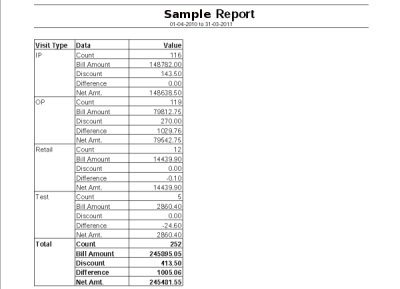 Sample Report
01-04-2010 to 31-03-2011
Visit Type Data Value
IP Count 116
Bill Amount 148782.00
Discount 143.50
Difference 0.00
Net Amt. 148638.50
OP Count 119
Bill Amount 79812.75
Discount 270.00
Difference 1029.76
Net Amt. 79542.75
Retail Count 12
Bill Amount 14439.90
Discount 0.00
Difference -0.10
Net Amt. 14439.90
Test Count 5
Bill Amount 2860.40
Discount 0.00
Difference -24.60
Net Amt. 2860.40
Total Count 252
Bill Amount 245895.05
Discount 413.50
Difference 1005.06
Net Amt. 245481.55